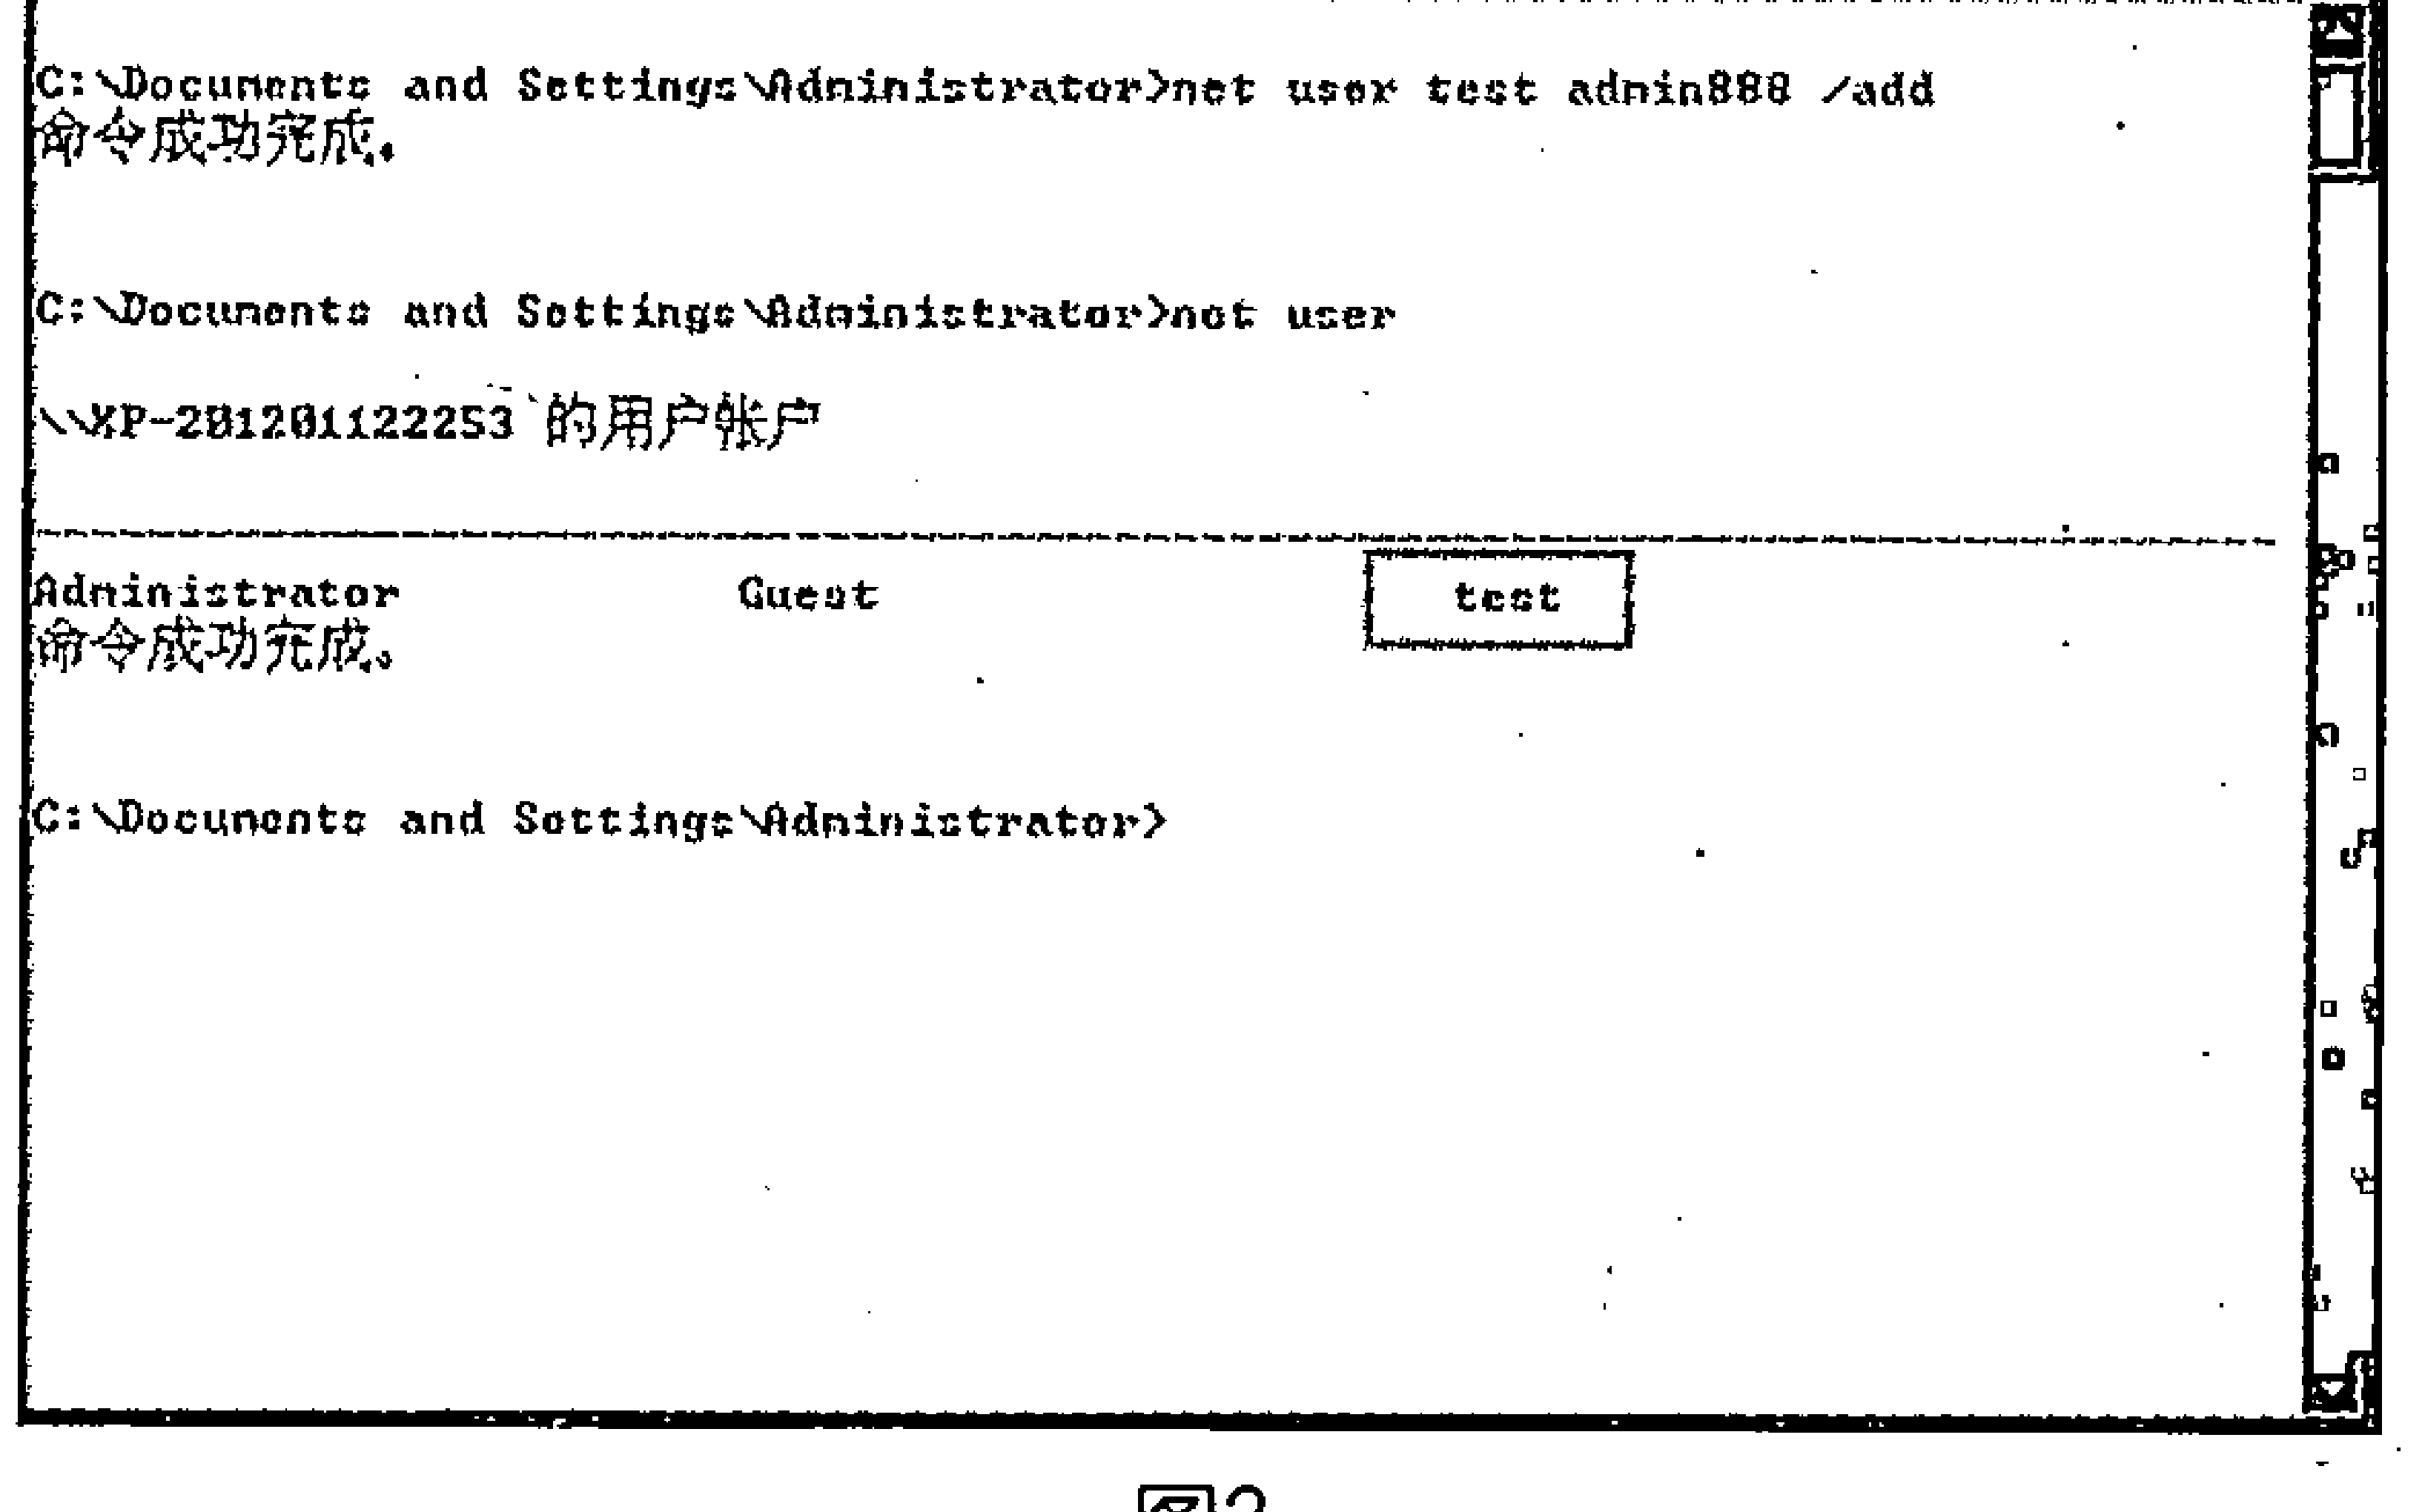 C:\Documents and Settings\Administrator>net user test admin888 /add
命令成功完成。
C:\Documents and Settings\Administrator>net user
\\XP-201201122253 的用户帐户
Administrator Guest test
命令成功完成。
C:\Documents and Settings\Administrator>